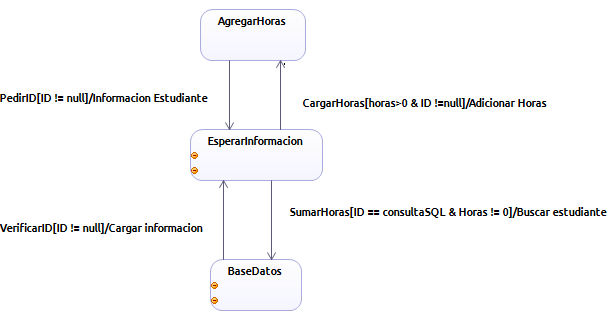 AgregarHoras
PedirID[ID != null]/Informacion Estudiante
CargarHoras[horas>0 & ID !=null]/Adicionar Horas
EsperarInformacion
SumarHoras[ID == consultaSQL & Horas != 0]/Buscar estudiante
VerificarID[ID != null]/Cargar informacion
BaseDatos